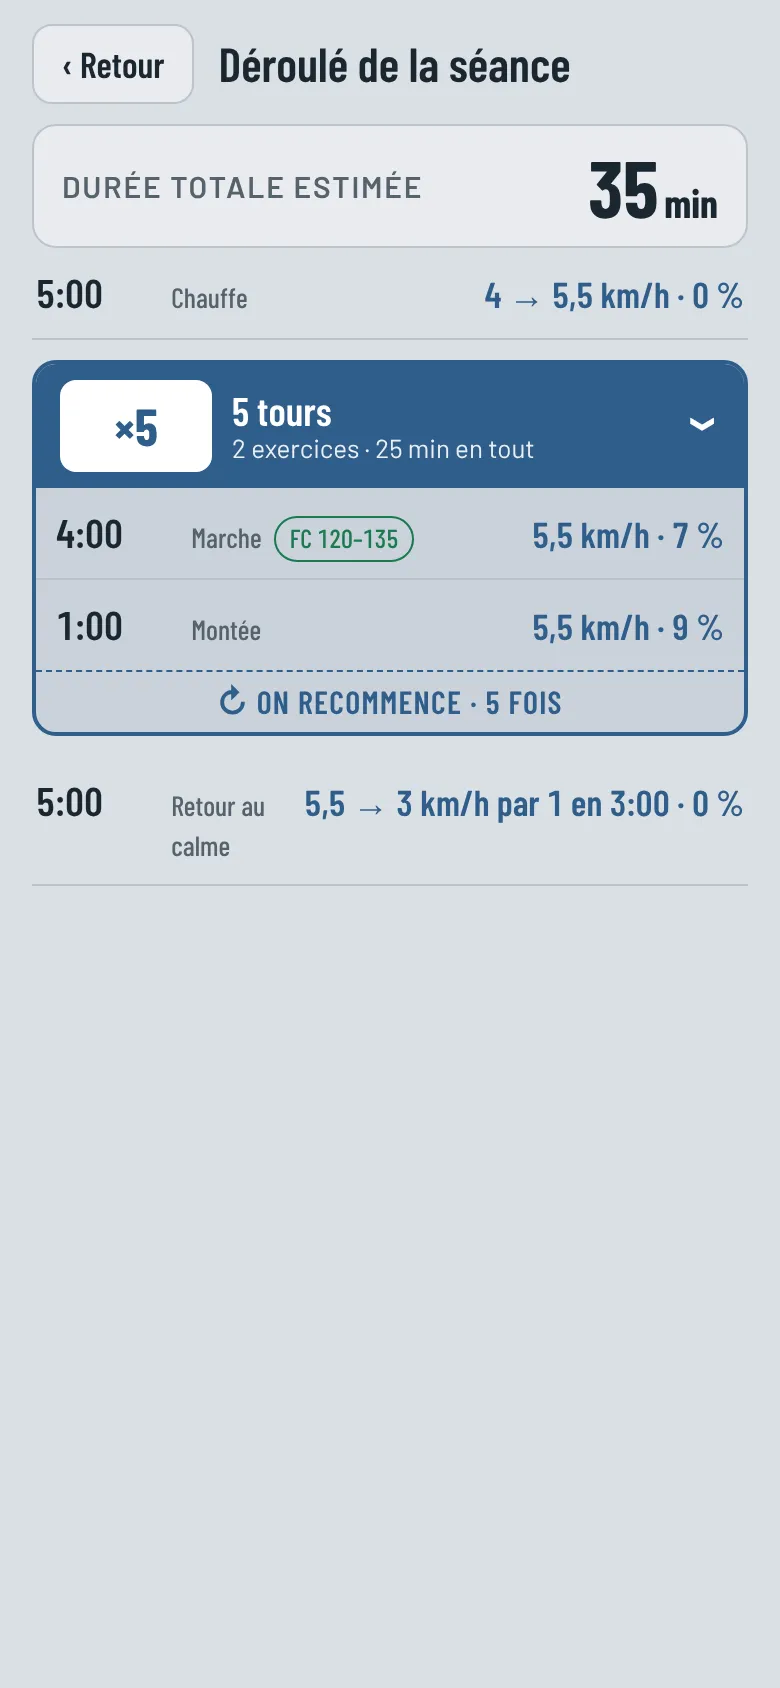 ‹ Retour
Déroulé de la séance
DURÉE TOTALE ESTIMÉE 35 min
5:00 Chauffe 4 → 5,5 km/h · 0 %
×5
5 tours
2 exercices · 25 min en tout
4:00 Marche FC 120–135 5,5 km/h · 7 %
1:00 Montée 5,5 km/h · 9 %
↻ ON RECOMMENCE · 5 FOIS
5:00 Retour au 5,5 → 3 km/h par 1 en 3:00 · 0 %
calme